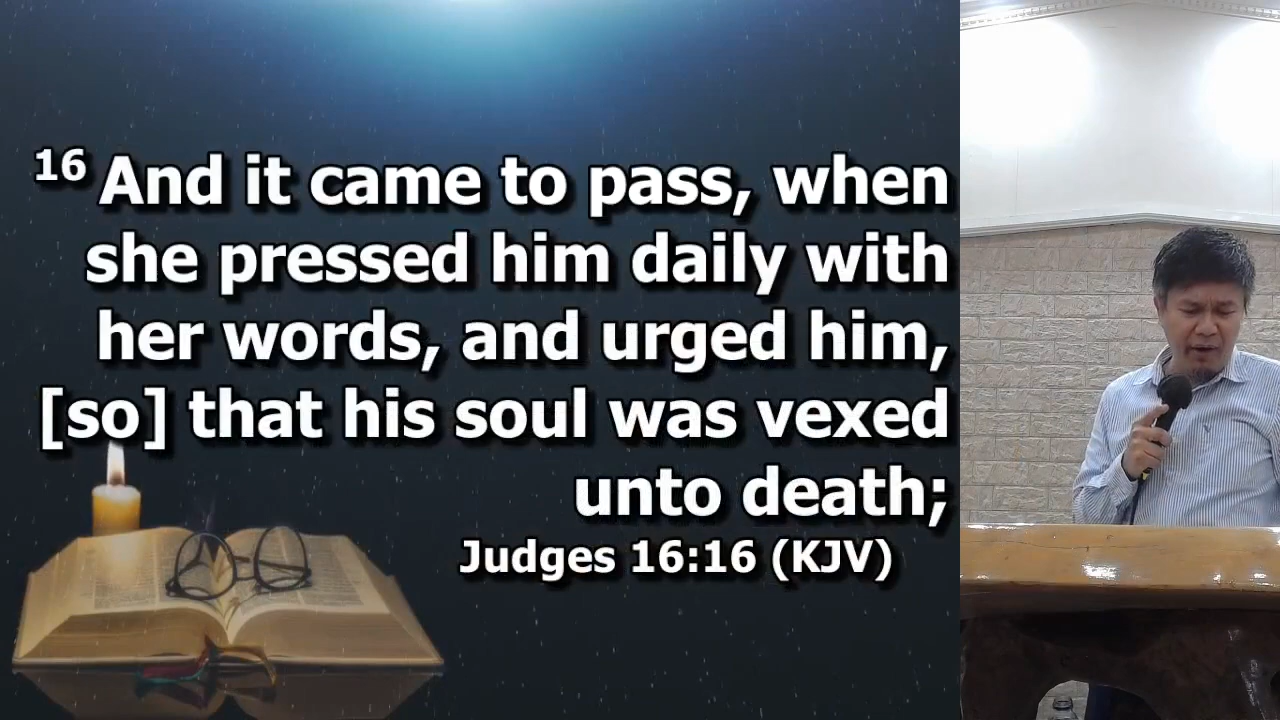 16 And it came to pass, when
she pressed him daily with
her words, and urged him,
[so] that his soul was vexed
unto death;
Judges 16:16 (KJV)